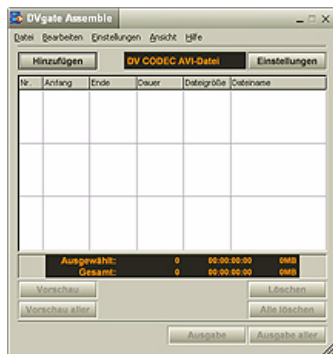 DVgate Assemble
Datei Bearbeiten Einstellungen Ansicht Hilfe
Hinzufügen DV CODEC AVI-Datei Einstellungen
Nr. Anfang Ende Dauer Dateigröße Dateiname
Ausgewählt: 0 00:00:00:00 0MB
Gesamt: 0 00:00:00:00 0MB
Vorschau Löschen
Vorschau aller Alle löschen
Ausgabe Ausgabe aller